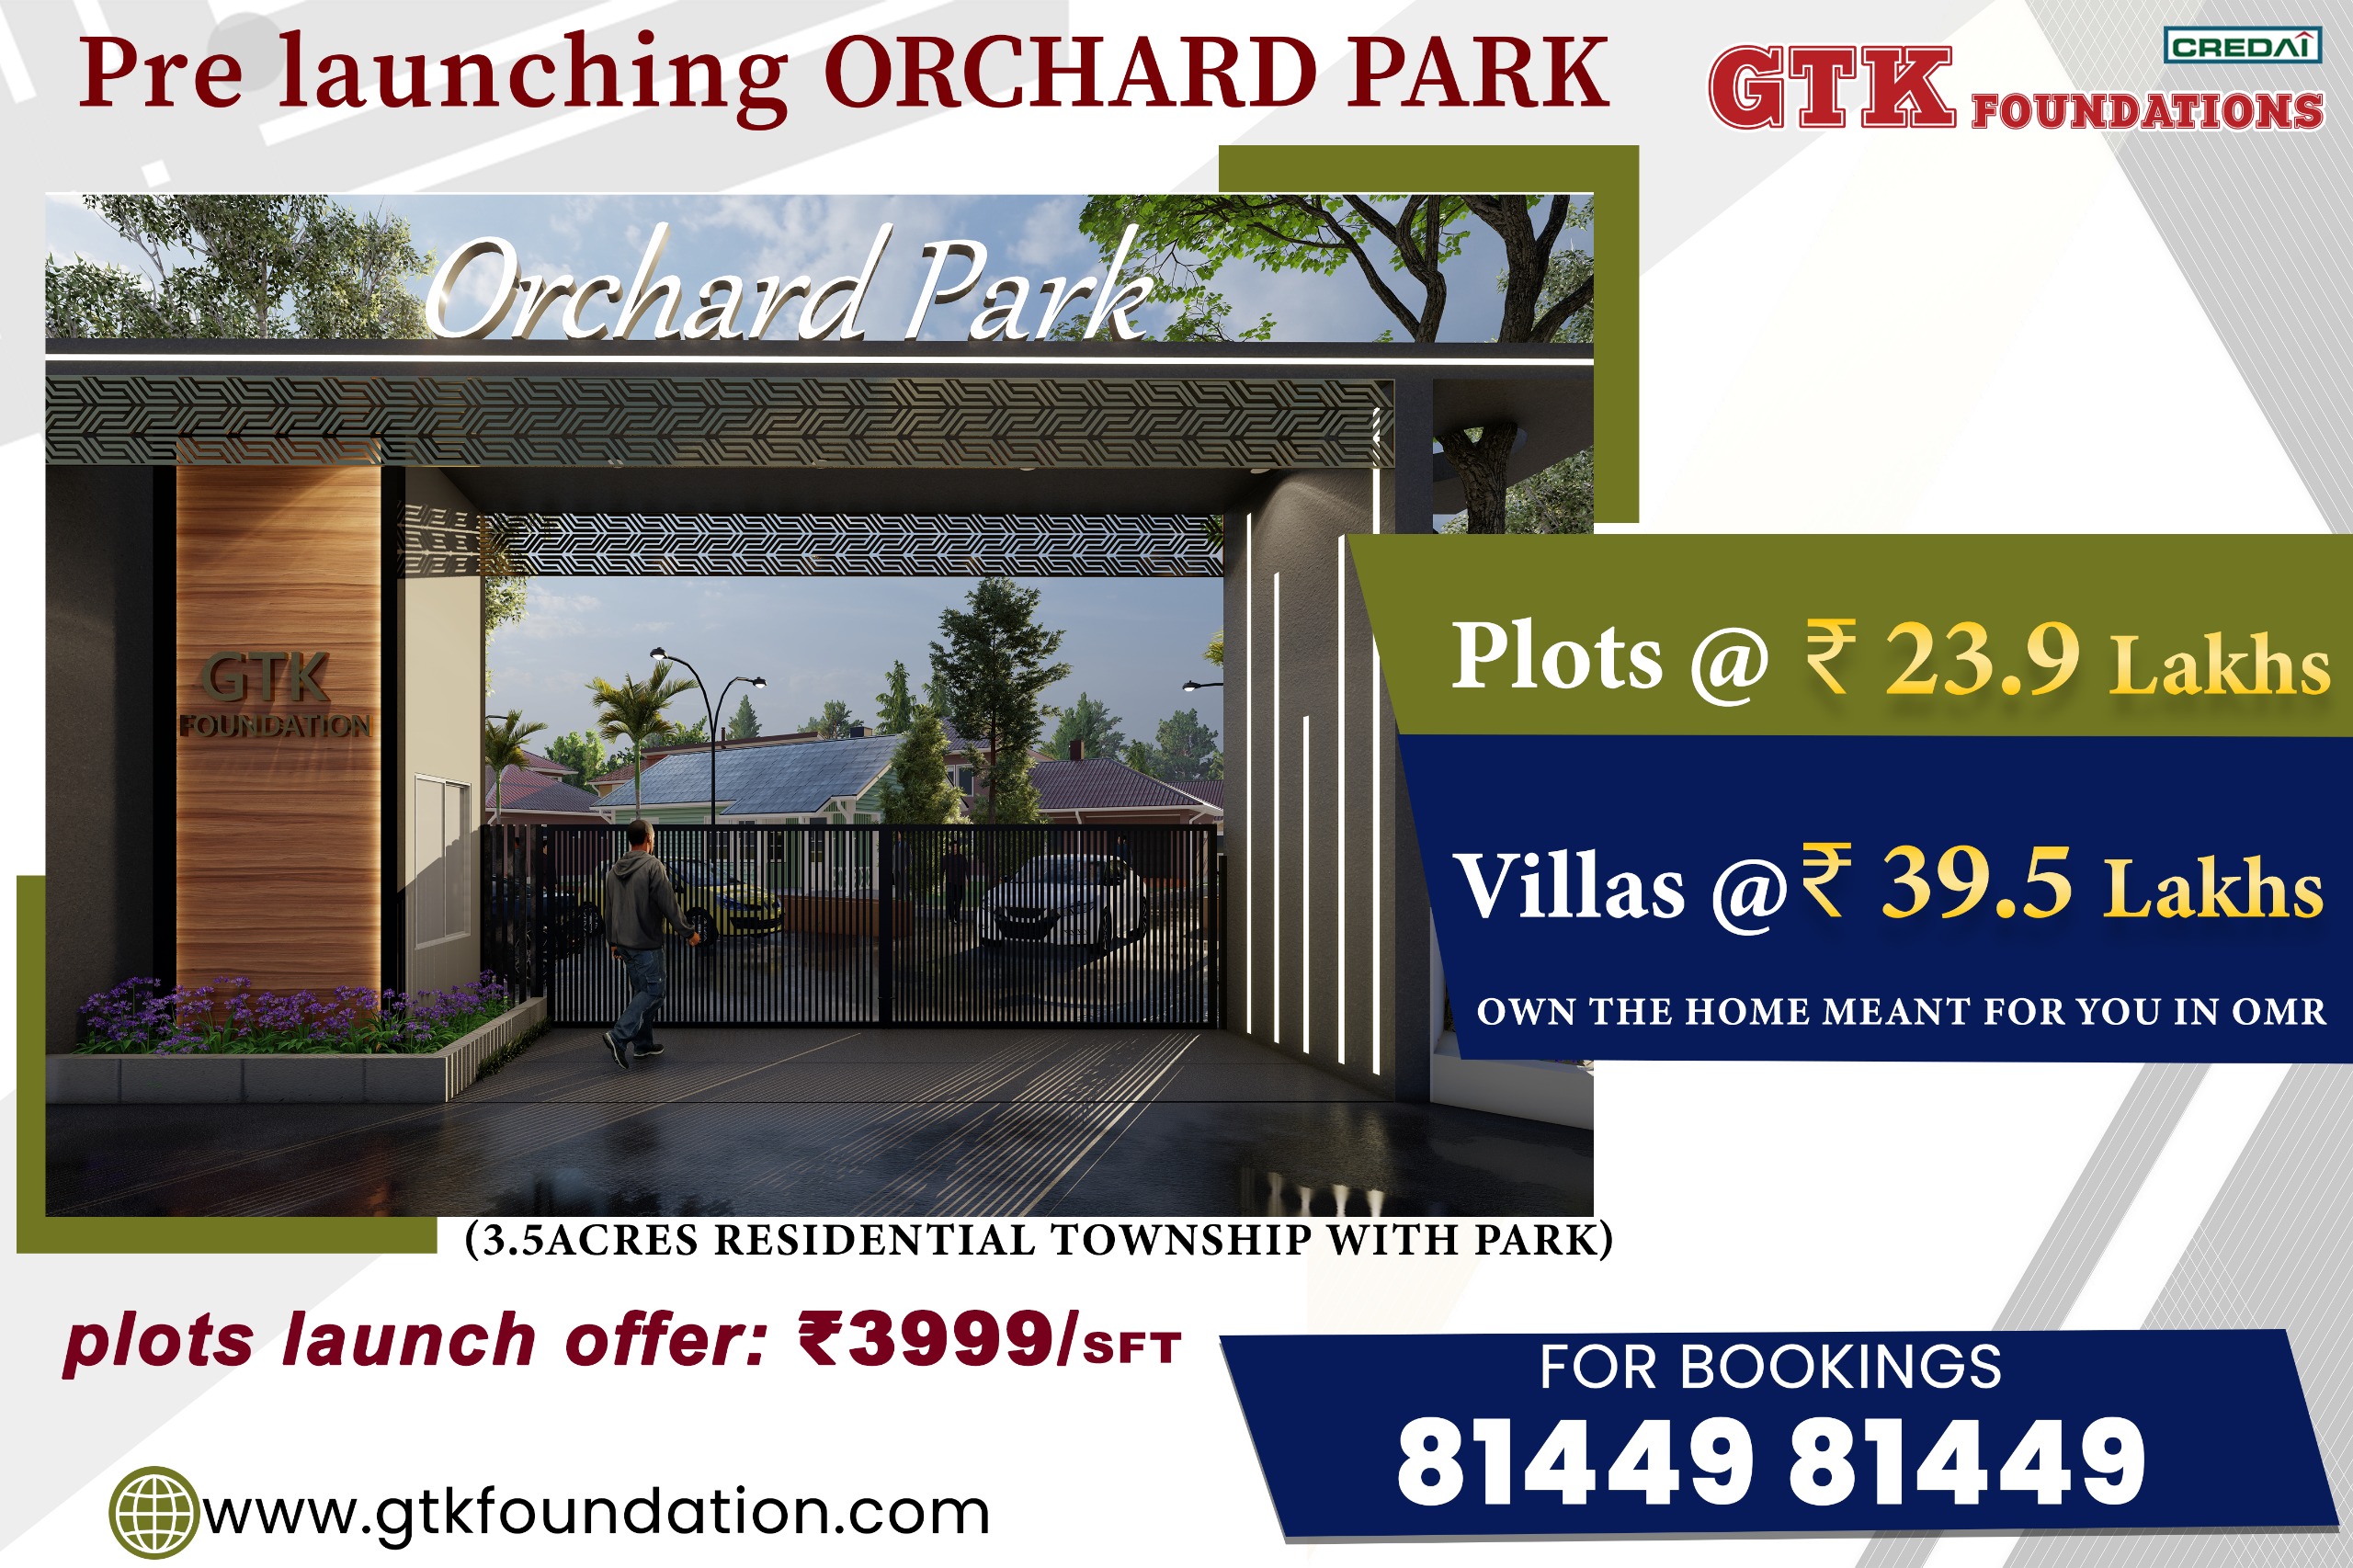 Pre launching ORCHARD PARK
GTK FOUNDATIONS
CREDAI
Orchard Park
GTK
FOUNDATION
Plots @ ₹ 23.9 Lakhs
Villas @ ₹ 39.5 Lakhs
OWN THE HOME MEANT FOR YOU IN OMR
(3.5ACRES RESIDENTIAL TOWNSHIP WITH PARK)
plots launch offer: ₹3999/SFT
FOR BOOKINGS
81449 81449
www.gtkfoundation.com